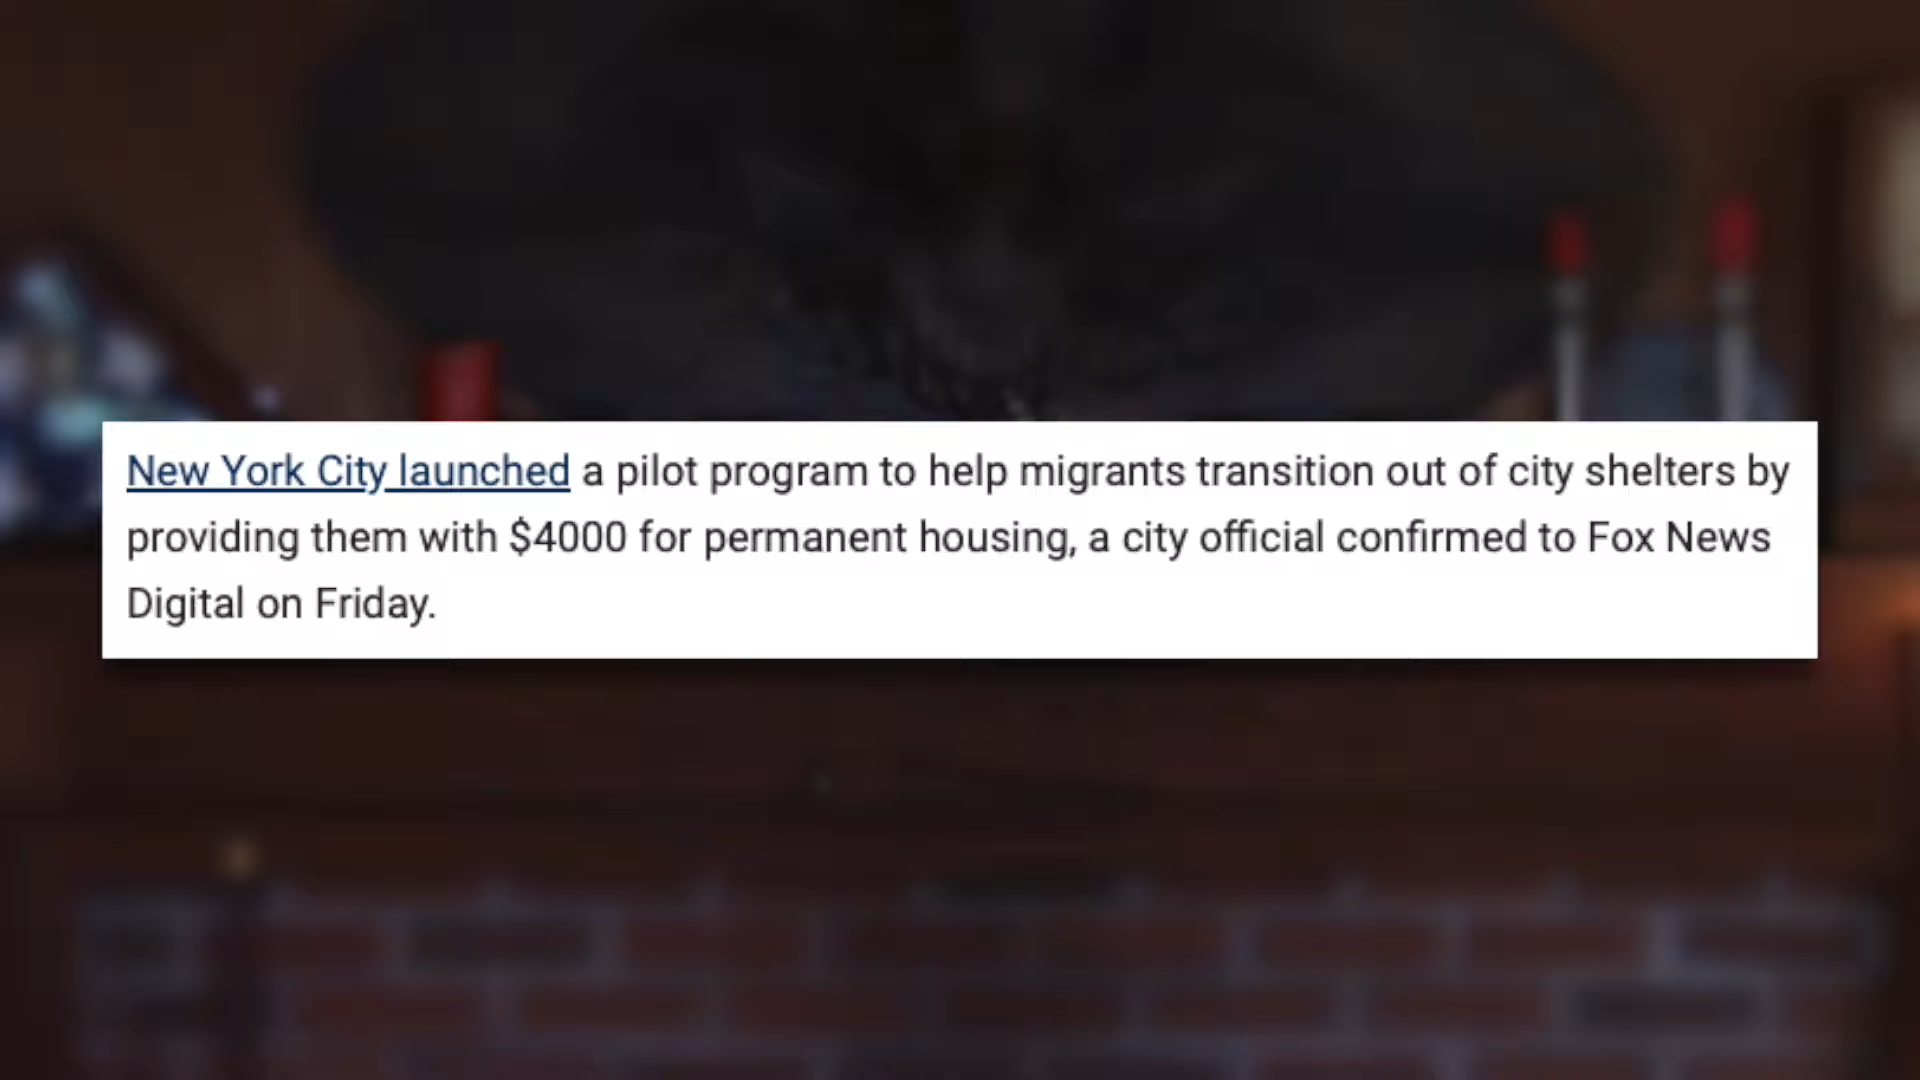 New York City launched a pilot program to help migrants transition out of city shelters by
providing them with $4000 for permanent housing, a city official confirmed to Fox News
Digital on Friday.